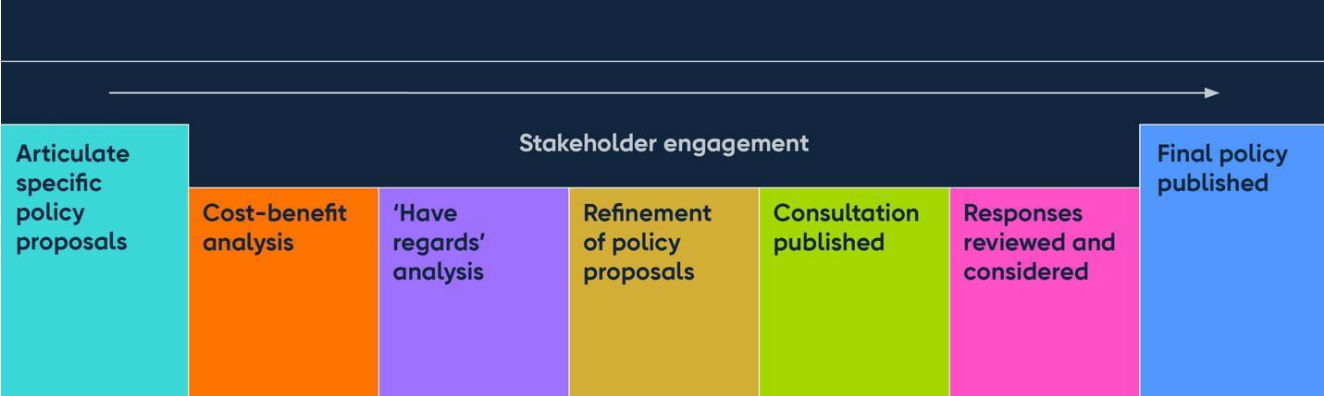 Stakeholder engagement
Articulate
specific
policy
proposals
Cost-benefit
analysis
‘Have
regards’
analysis
Refinement
of policy
proposals
Consultation
published
Responses
reviewed and
considered
Final policy
published